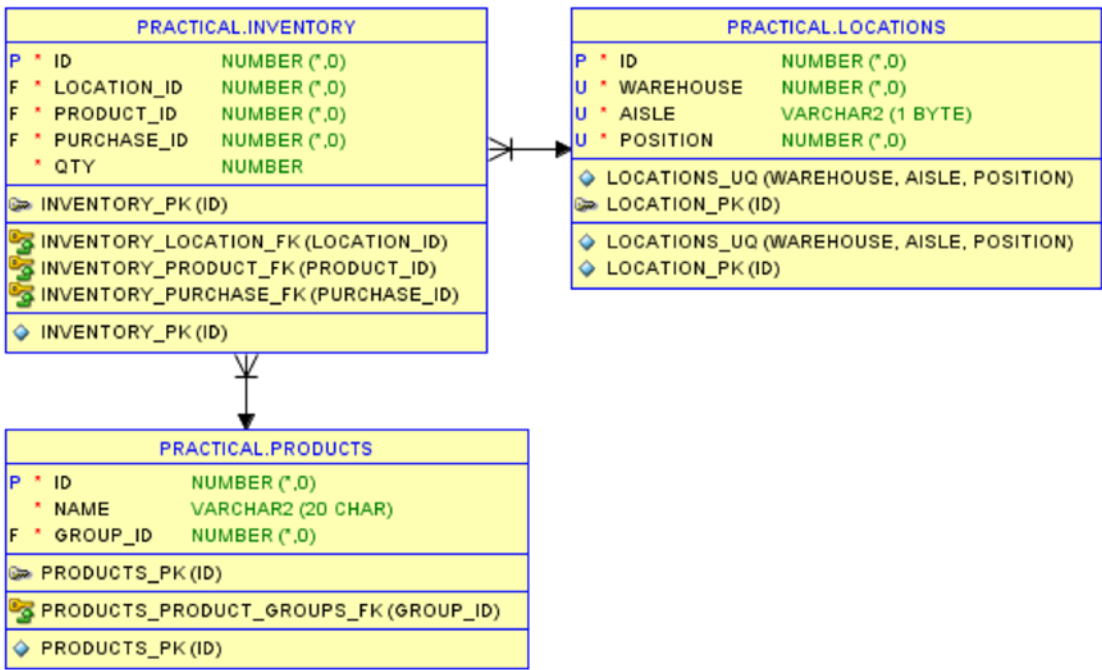 PRACTICAL.INVENTORY
P * ID NUMBER (*,0)
F * LOCATION_ID NUMBER (*,0)
F * PRODUCT_ID NUMBER (*,0)
F * PURCHASE_ID NUMBER (*,0)
* QTY NUMBER
INVENTORY_PK (ID)
INVENTORY_LOCATION_FK (LOCATION_ID)
INVENTORY_PRODUCT_FK (PRODUCT_ID)
INVENTORY_PURCHASE_FK (PURCHASE_ID)
INVENTORY_PK (ID)
PRACTICAL.LOCATIONS
P * ID NUMBER (*,0)
U * WAREHOUSE NUMBER (*,0)
U * AISLE VARCHAR2 (1 BYTE)
U * POSITION NUMBER (*,0)
LOCATIONS_UQ (WAREHOUSE, AISLE, POSITION)
LOCATION_PK (ID)
LOCATIONS_UQ (WAREHOUSE, AISLE, POSITION)
LOCATION_PK (ID)
PRACTICAL.PRODUCTS
P * ID NUMBER (*,0)
* NAME VARCHAR2 (20 CHAR)
F * GROUP_ID NUMBER (*,0)
PRODUCTS_PK (ID)
PRODUCTS_PRODUCT_GROUPS_FK (GROUP_ID)
PRODUCTS_PK (ID)